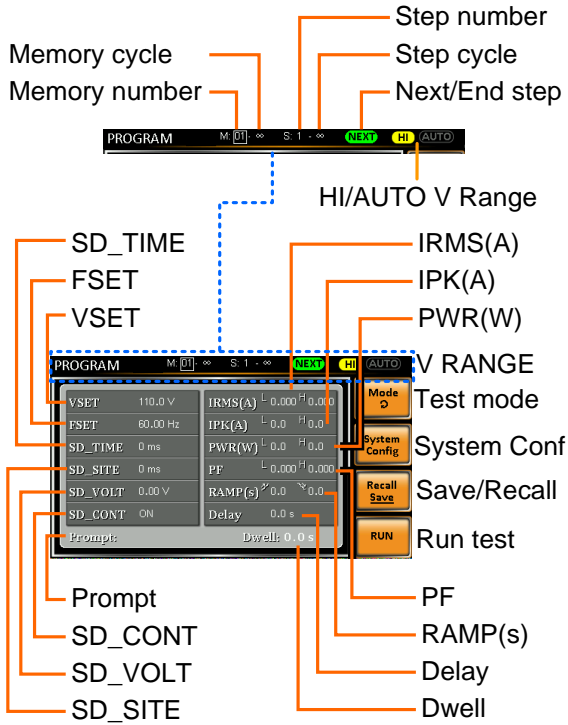 Step number
Memory cycle
Step cycle
Memory number
Next/End step
PROGRAM M: 01 - ∞ S: 1 - ∞ NEXT HI AUTO
HI/AUTO V Range
SD_TIME
IRMS(A)
FSET
IPK(A)
VSET
PWR(W)
PROGRAM M: 01 - ∞ S: 1 - ∞ NEXT HI AUTO
V RANGE
VSET 110.0 V IRMS(A) L 0.000 H 0.000
Mode
Test mode
FSET 60.00 Hz IPK(A) L 0.0 H 0.0
SD_TIME 0 ms PWR(W) L 0.0 H 0.0
System
Config
System Conf
SD_SITE 0 ms PF L 0.000 H 0.000
SD_VOLT 0.00 V RAMP(s) 0.0 0.0
Recall
Save
Save/Recall
SD_CONT ON Delay 0.0 s
Prompt: Dwell: 0.0 s
RUN
Run test
Prompt
PF
SD_CONT
RAMP(s)
SD_VOLT
Delay
SD_SITE
Dwell